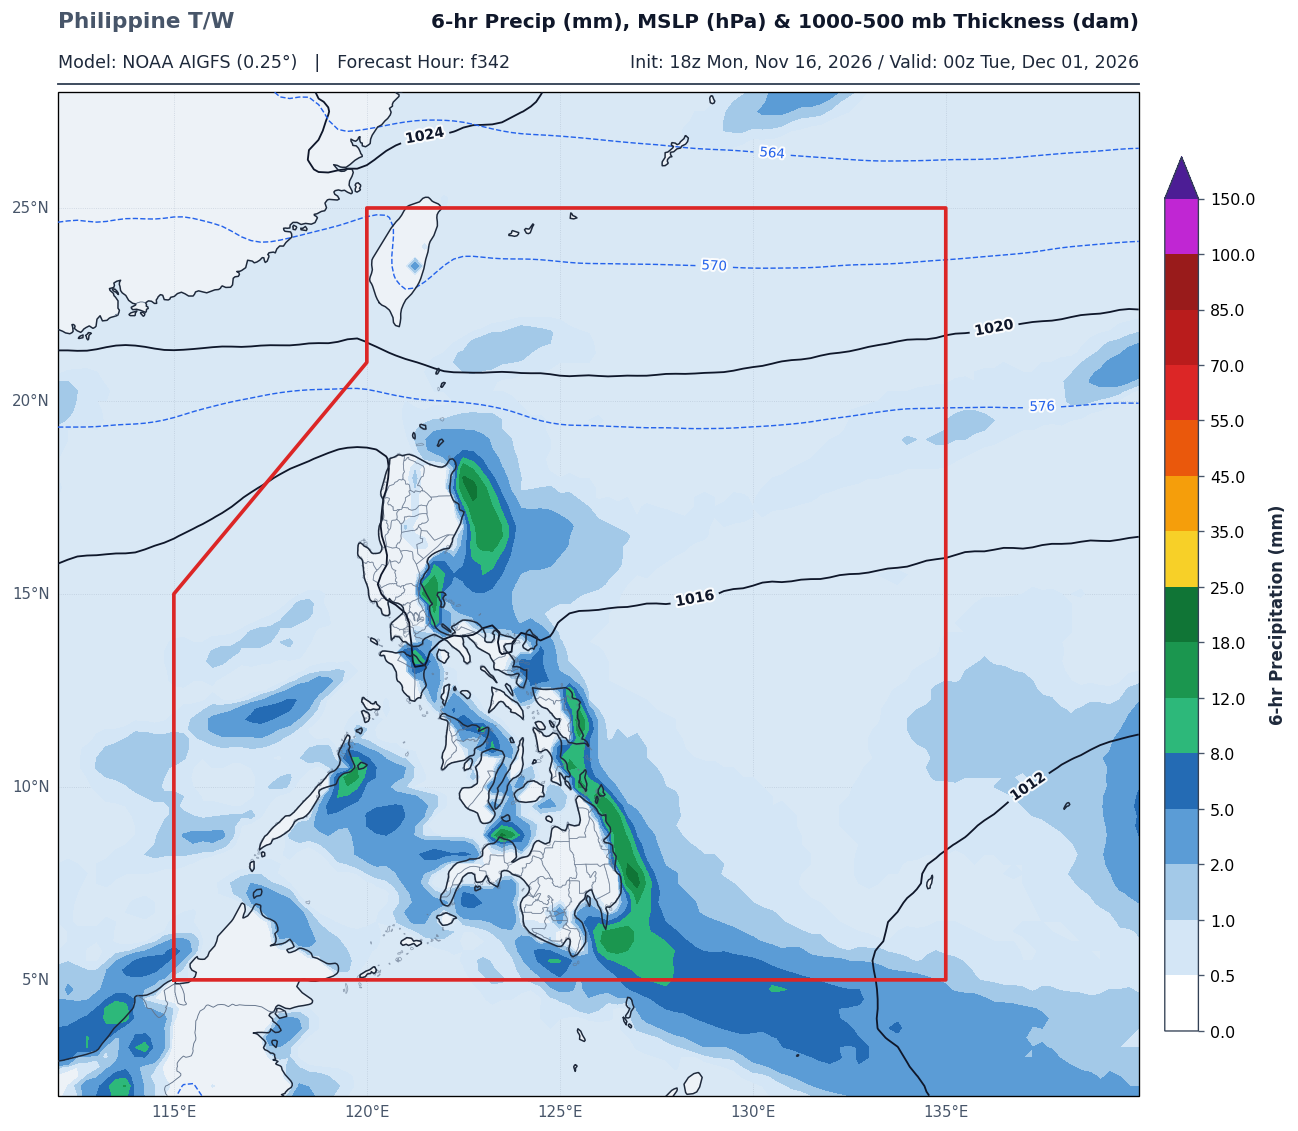 Philippine T/W
6-hr Precip (mm), MSLP (hPa) & 1000-500 mb Thickness (dam)
Model: NOAA AIGFS (0.25°)   |   Forecast Hour: f342
Init: 18z Mon, Nov 16, 2026 / Valid: 00z Tue, Dec 01, 2026
1024
564
570
1020
576
1016
1012
25°N
20°N
15°N
10°N
5°N
115°E
120°E
125°E
130°E
135°E
150.0
100.0
85.0
70.0
55.0
45.0
35.0
25.0
18.0
12.0
8.0
5.0
2.0
1.0
0.5
0.0
6-hr Precipitation (mm)